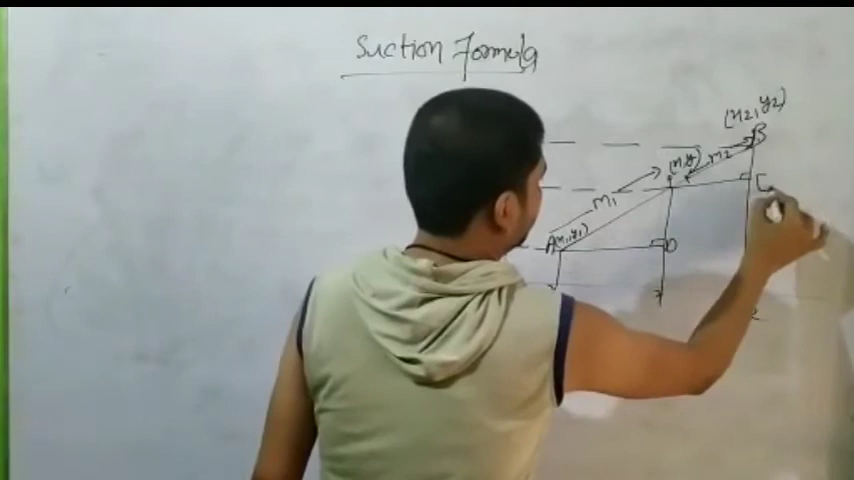 Suction Formula
(x2, y2)
B
(x,y)
m2
m1
C
A(x1,y1)
D